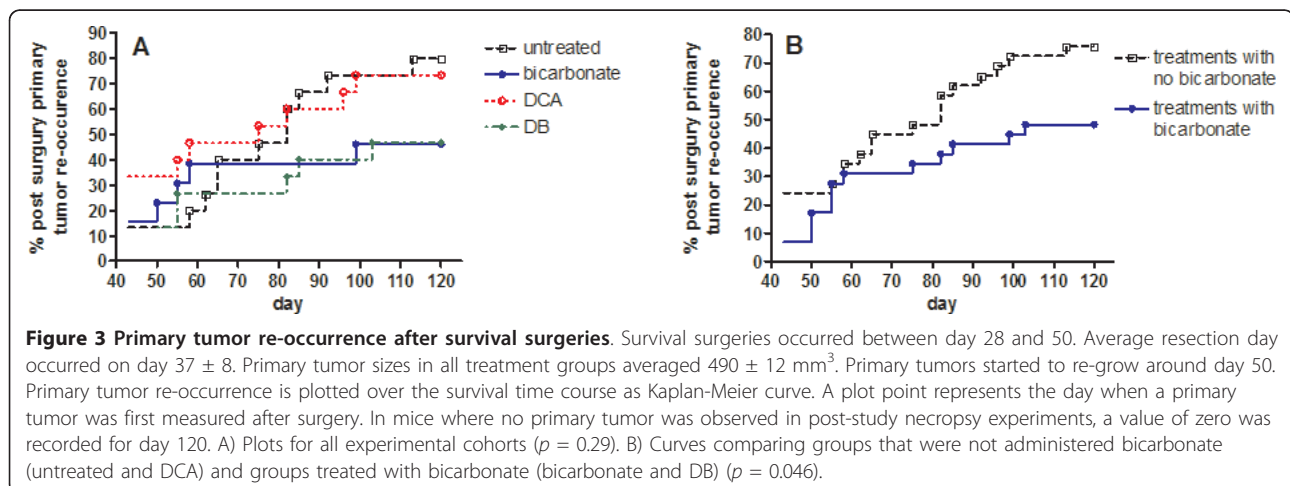 A
% post surgery primary
tumor re-occurence
90
80
70
60
50
40
30
20
10
0
40 50 60 70 80 90 100 110 120
day
untreated
bicarbonate
DCA
DB
B
% post surgery primary
tumor re-occurence
80
70
60
50
40
30
20
10
0
40 50 60 70 80 90 100 110 120
day
treatments with
no bicarbonate
treatments with
bicarbonate
Figure 3 Primary tumor re-occurrence after survival surgeries. Survival surgeries occurred between day 28 and 50. Average resection day
occurred on day 37 ± 8. Primary tumor sizes in all treatment groups averaged 490 ± 12 mm³. Primary tumors started to re-grow around day 50.
Primary tumor re-occurrence is plotted over the survival time course as Kaplan-Meier curve. A plot point represents the day when a primary
tumor was first measured after surgery. In mice where no primary tumor was observed in post-study necropsy experiments, a value of zero was
recorded for day 120. A) Plots for all experimental cohorts (p = 0.29). B) Curves comparing groups that were not administered bicarbonate
(untreated and DCA) and groups treated with bicarbonate (bicarbonate and DB) (p = 0.046).